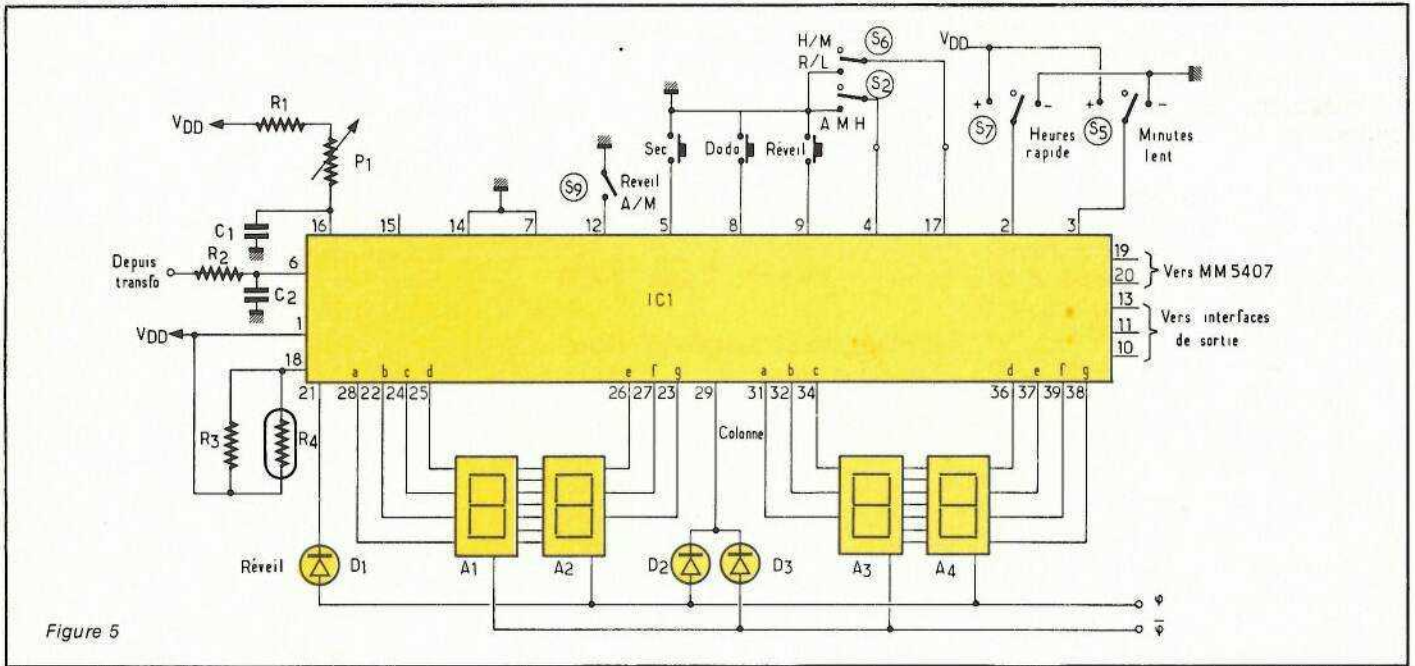 H/M S6
R/L
S2
A M H
VDD
R1
VDD
P1
C1
Sec Dodo Réveil
+ - + -
S7 Heures rapide S5 Minutes lent
S9 Reveil A/M
16 15 14 7 12 5 8 9 4 17 2 3
Depuis transfo
R2
6
C2
IC1
19
20
Vers MM 5407
13
11
10
Vers interfaces de sortie
VDD
1
18
a b c d e f g a b c d e f g
21 28 22 24 25 26 27 23 29 31 32 34 36 37 39 38
Colonne
R3 R4
Réveil D1 A1 A2 D2 D3 A3 A4
φ
φ̅
Figure 5